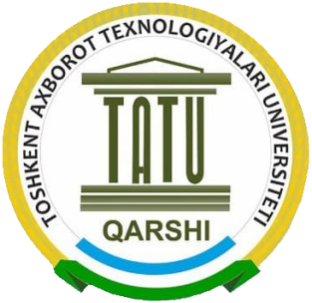 TOSHKENT AXBOROT TEXNOLOGIYALARI UNIVERSITETI
TATU
QARSHI